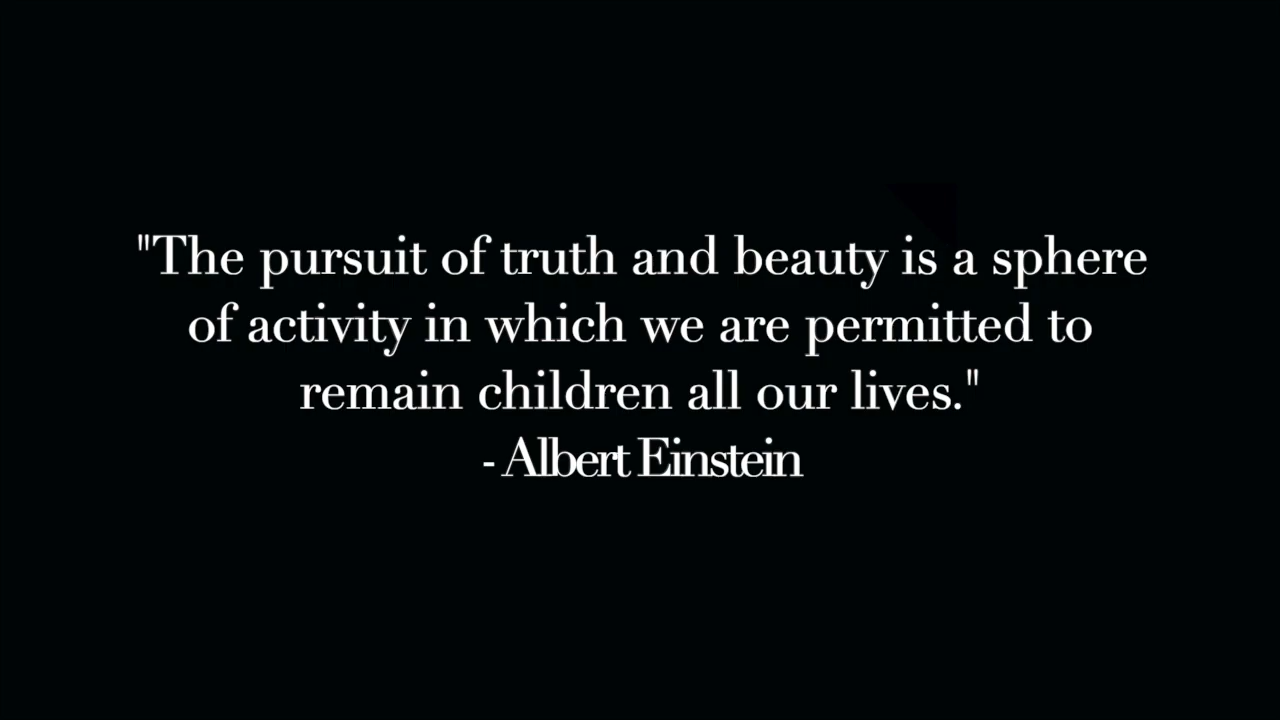 "The pursuit of truth and beauty is a sphere
of activity in which we are permitted to
remain children all our lives."
- Albert Einstein